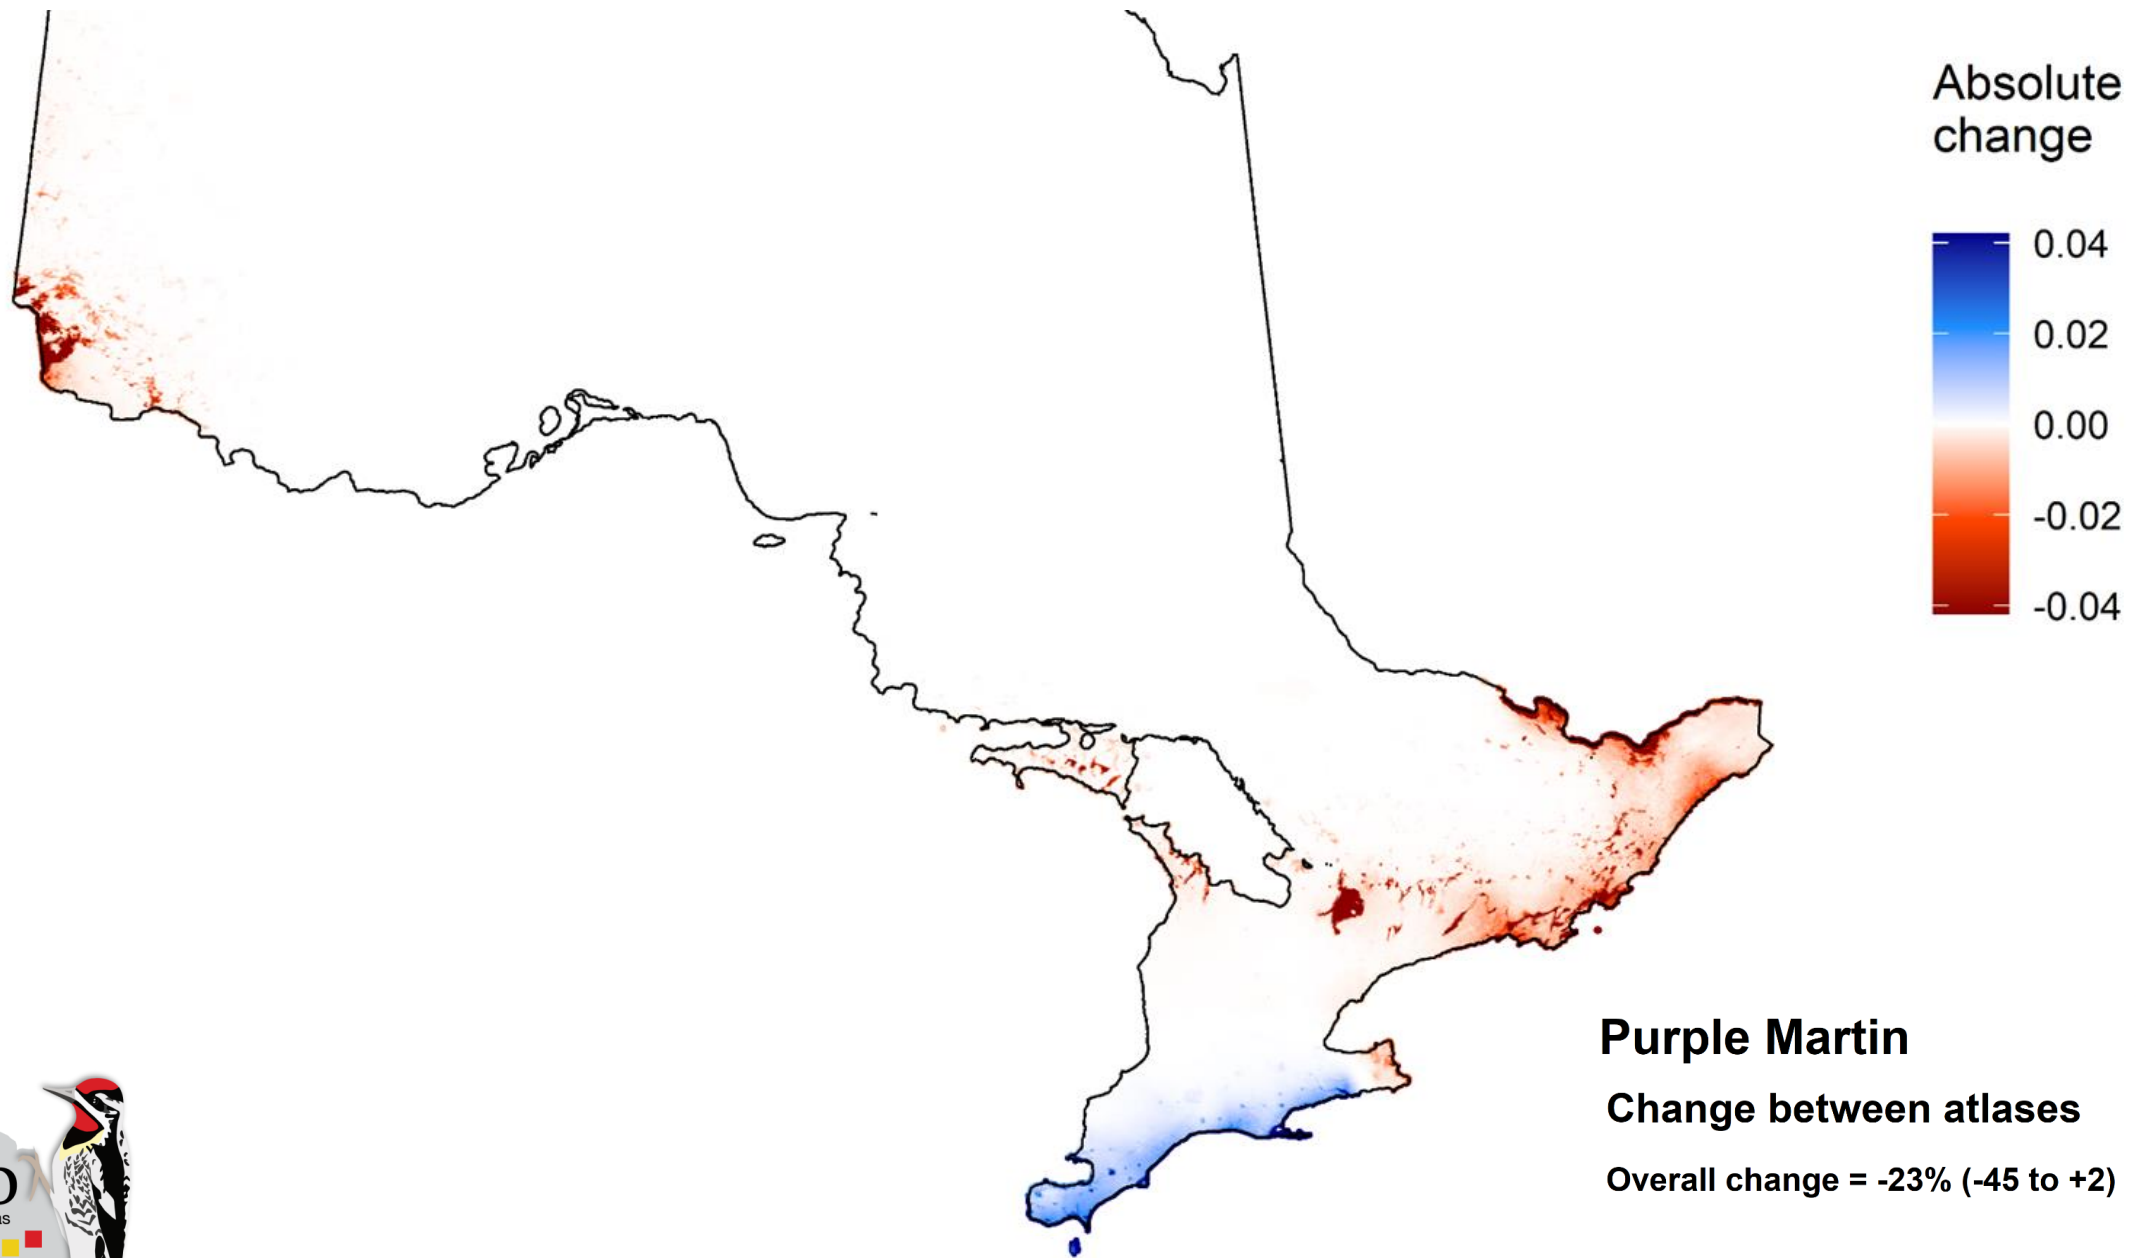 Absolute
change
0.04
0.02
0.00
-0.02
-0.04
Purple Martin
Change between atlases
Overall change = -23% (-45 to +2)